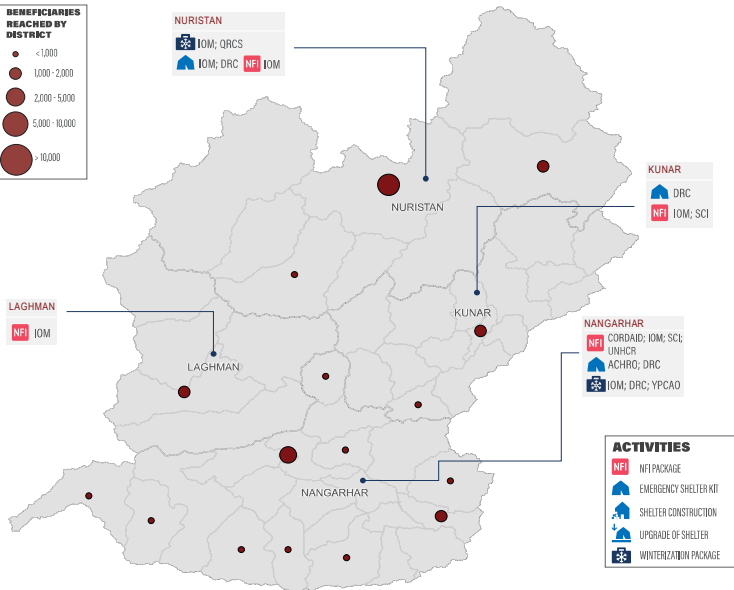 BENEFICIARIES
REACHED BY
DISTRICT
< 1,000
1,000 - 2,000
2,000 - 5,000
5,000 - 10,000
> 10,000
NURISTAN
IOM; QRCS
IOM; DRC NFI IOM
NURISTAN
KUNAR
DRC
NFI IOM; SCI
KUNAR
LAGHMAN
NFI IOM
LAGHMAN
NANGARHAR
NFI CORDAID; IOM; SCI;
UNHCR
ACHRO; DRC
IOM; DRC; YPCAO
NANGARHAR
ACTIVITIES
NFI NFI PACKAGE
EMERGENCY SHELTER KIT
SHELTER CONSTRUCTION
UPGRADE OF SHELTER
WINTERIZATION PACKAGE